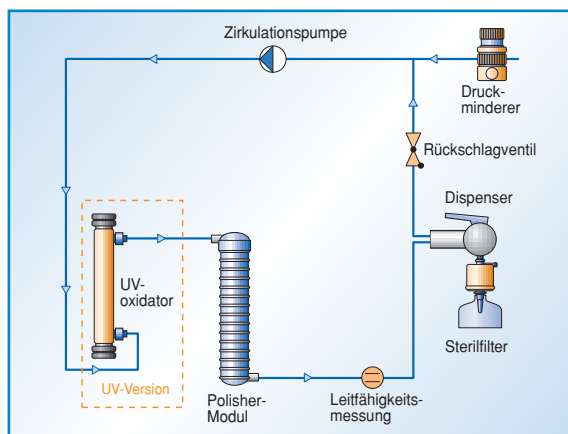 Zirkulationspumpe
Druck-
minderer
Rückschlagventil
Dispenser
UV-
oxidator
Sterilfilter
UV-Version
Polisher-
Modul
Leitfähigkeits-
messung